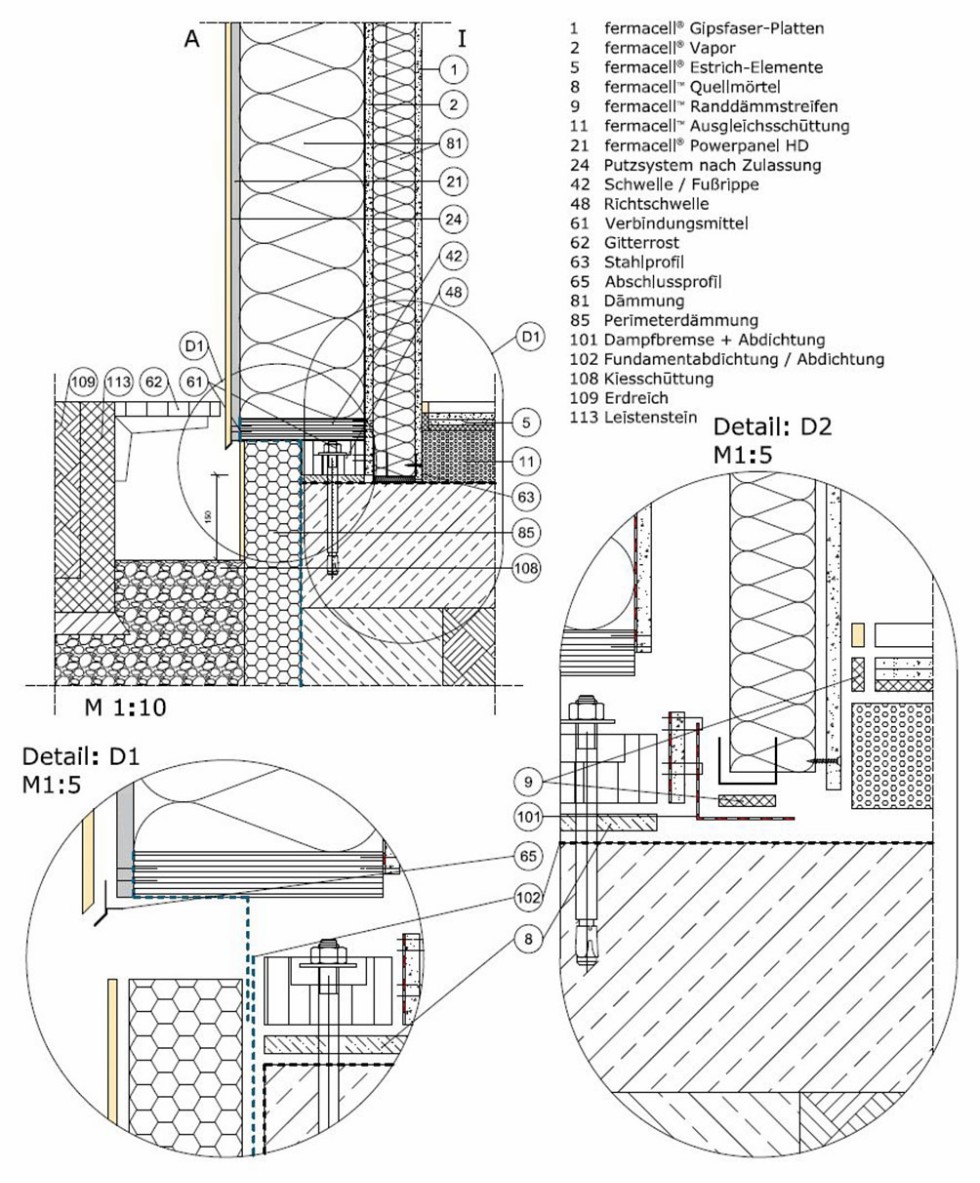 A
I
1
2
81
21
24
42
48
D1
D1
61
109
113
62
5
11
63
85
108
150
M 1:10
1 fermacell® Gipsfaser-Platten
2 fermacell® Vapor
5 fermacell® Estrich-Elemente
8 fermacell™ Quellmörtel
9 fermacell™ Randdämmstreifen
11 fermacell™ Ausgleichsschüttung
21 fermacell® Powerpanel HD
24 Putzsystem nach Zulassung
42 Schwelle / Fußrippe
48 Richtschwelle
61 Verbindungsmittel
62 Gitterrost
63 Stahlprofil
65 Abschlussprofil
81 Dämmung
85 Perimeterdämmung
101 Dampfbremse + Abdichtung
102 Fundamentabdichtung / Abdichtung
108 Kiesschüttung
109 Erdreich
113 Leistenstein
Detail: D2
M1:5
Detail: D1
M1:5
9
101
65
102
8